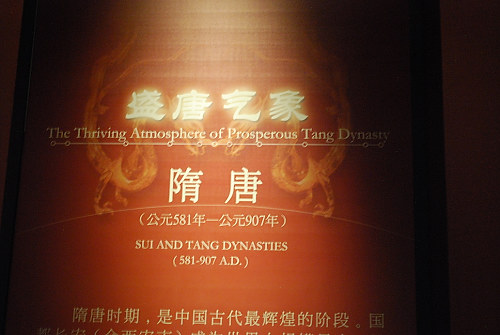 盛唐气象
The Thriving Atmosphere of Prosperous Tang Dynasty
隋唐
(公元581年—公元907年)
SUI AND TANG DYNASTIES
(581-907 A.D.)
隋唐时期，是中国古代最辉煌的阶段。国